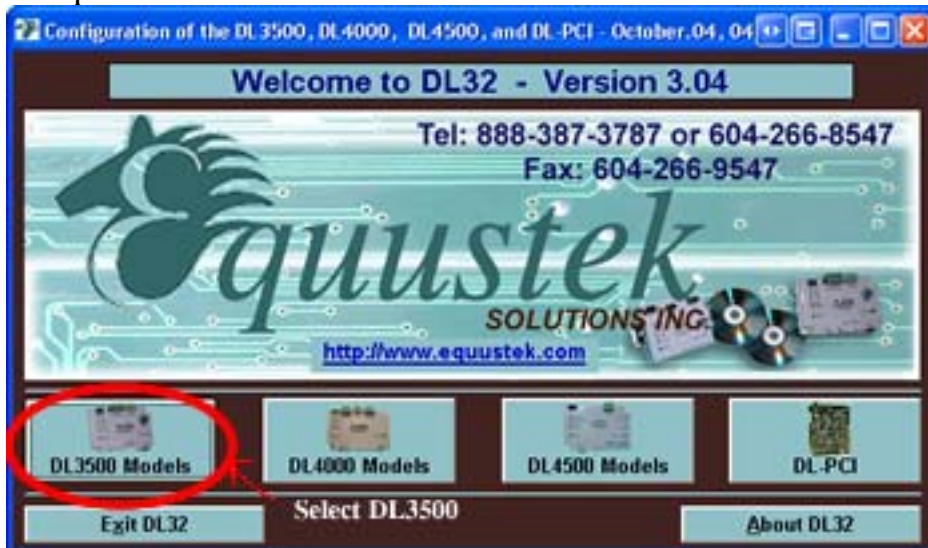 Configuration of the DL3500, DL4000, DL4500, and DL-PCI - October.04, 04
Welcome to DL32 - Version 3.04
Tel: 888-387-3787 or 604-266-8547
Fax: 604-266-9547
Equustek
SOLUTIONS INC.
http://www.equustek.com
DL3500 Models
DL4000 Models
DL4500 Models
DL-PCI
Select DL3500
Exit DL32
About DL32